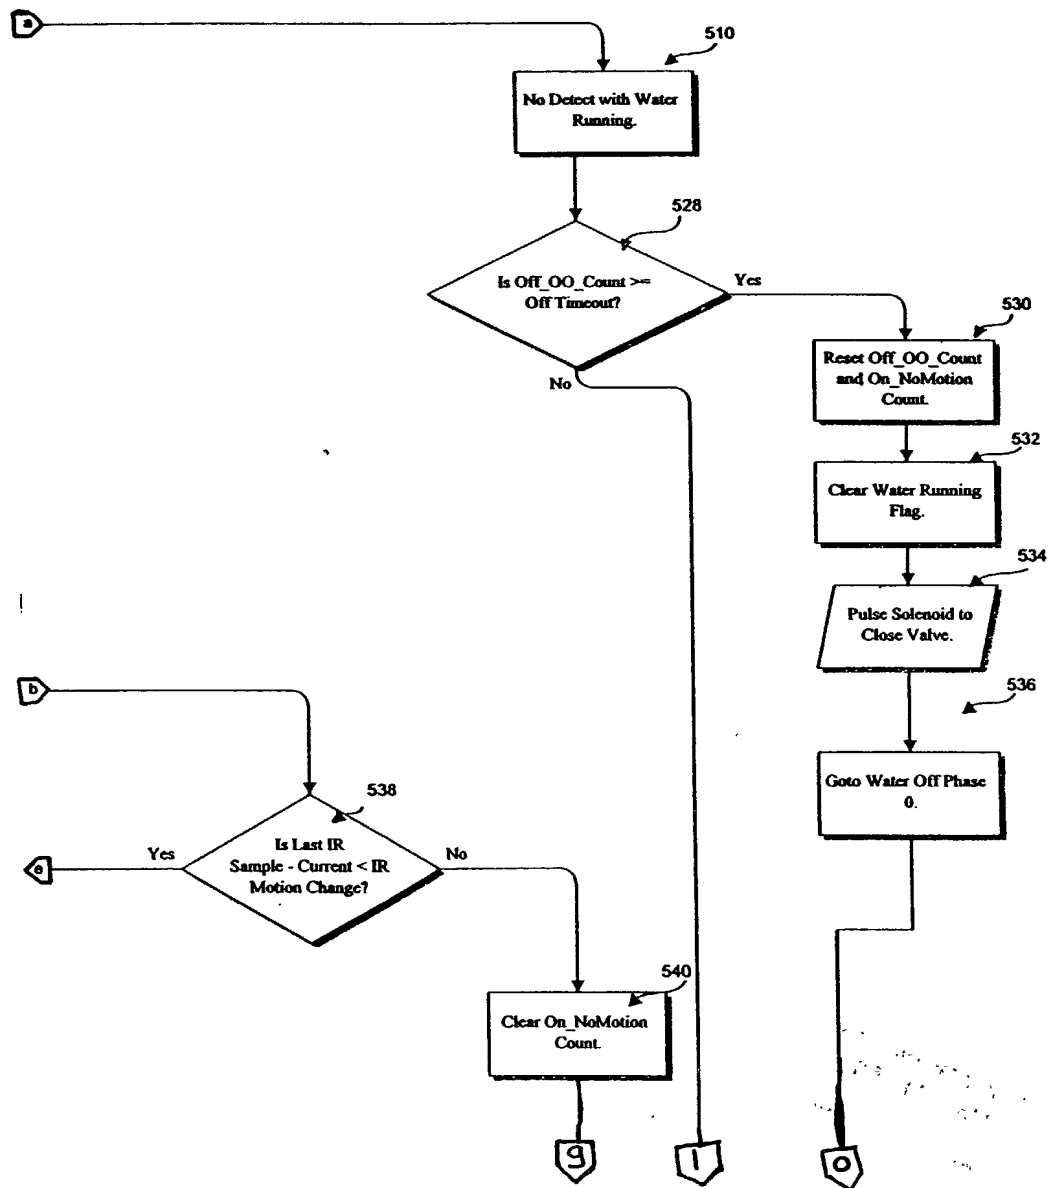 a
510
No Detect with Water
Running.
528
Is Off_OO_Count >=
Off Timeout?
Yes
No
530
Reset Off_OO_Count
and On_NoMotion
Count.
532
Clear Water Running
Flag.
534
Pulse Solenoid to
Close Valve.
536
Goto Water Off Phase
0.
b
538
Is Last IR
Sample - Current < IR
Motion Change?
Yes
No
e
540
Clear On_NoMotion
Count.
g
1
0